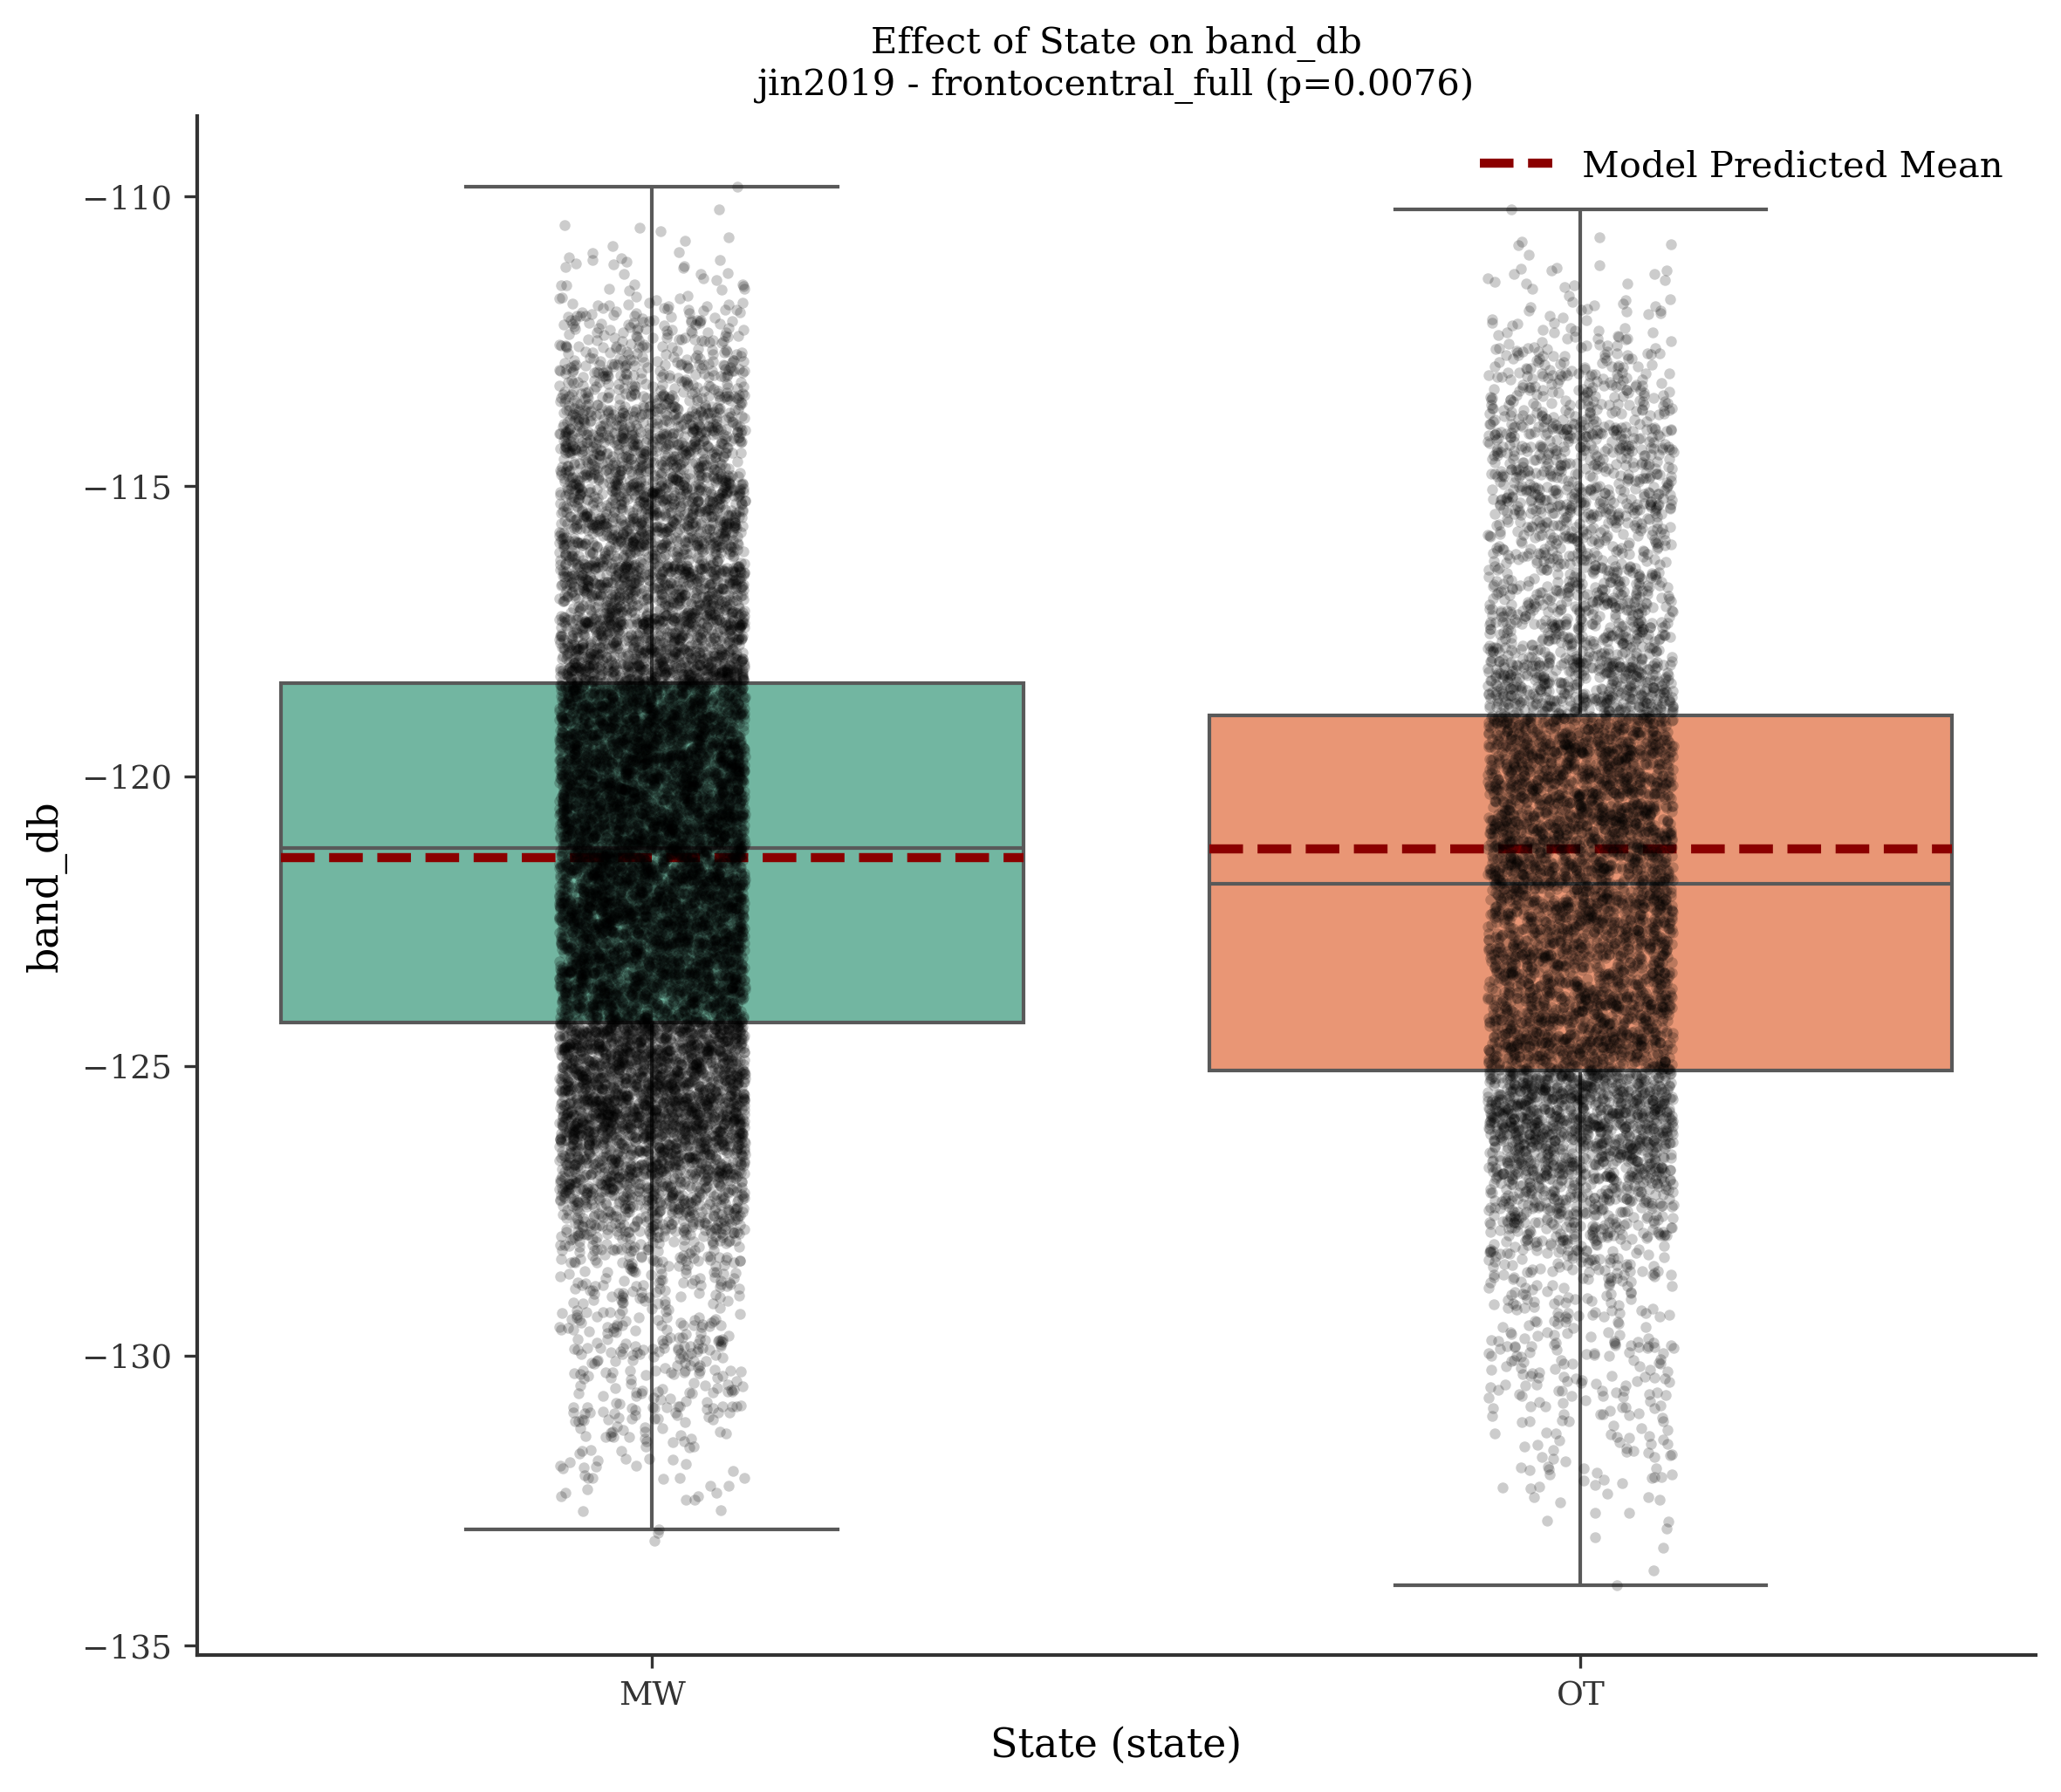 Effect of State on band_db
jin2019 - frontocentral_full (p=0.0076)
Model Predicted Mean
band_db
−110
−115
−120
−125
−130
−135
MW
OT
State (state)